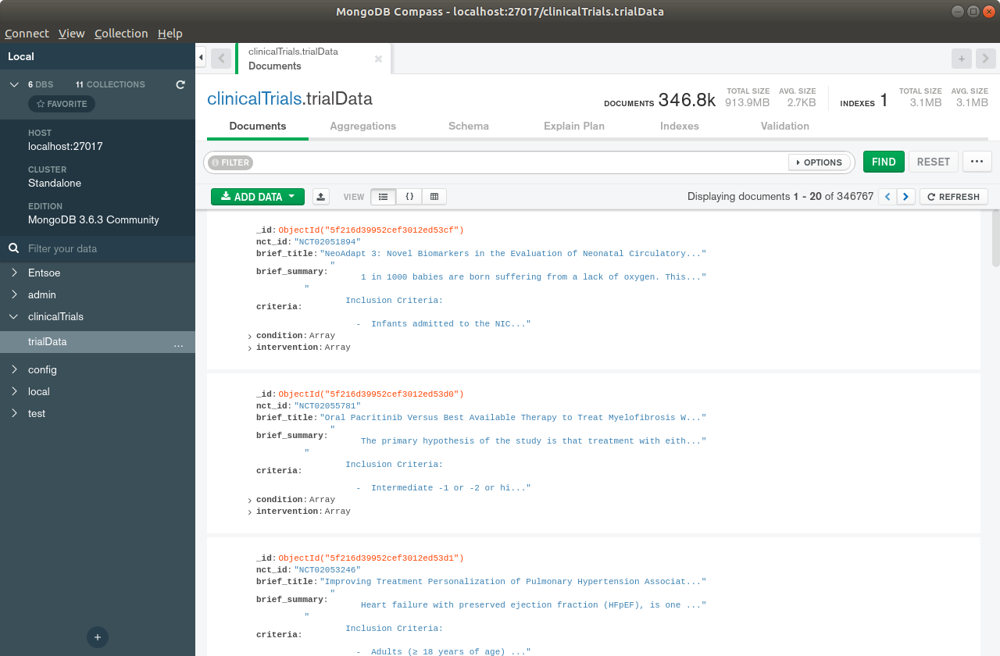 MongoDB Compass - localhost:27017/clinicalTrials.trialData
Connect View Collection Help
Local
6 DBS 11 COLLECTIONS
FAVORITE
HOST
localhost:27017
CLUSTER
Standalone
EDITION
MongoDB 3.6.3 Community
Filter your data
Entsoe
admin
clinicalTrials
trialData ...
config
local
test
+
clinicalTrials.trialData
Documents
+
clinicalTrials.trialData
DOCUMENTS 346.8k TOTAL SIZE 913.9MB AVG. SIZE 2.7KB INDEXES 1 TOTAL SIZE 3.1MB AVG. SIZE 3.1MB
Documents Aggregations Schema Explain Plan Indexes Validation
FILTER OPTIONS FIND RESET ...
ADD DATA VIEW { } Displaying documents 1 - 20 of 346767 REFRESH
_id: ObjectId("5f216d39952cef3012ed53cf")
nct_id: "NCT02051894"
brief_title: "NeoAdapt 3: Novel Biomarkers in the Evaluation of Neonatal Circulatory..."
brief_summary: "
1 in 1000 babies are born suffering from a lack of oxygen. This..."
"
Inclusion Criteria:
criteria:
- Infants admitted to the NIC..."
condition: Array
intervention: Array
_id: ObjectId("5f216d39952cef3012ed53d0")
nct_id: "NCT02055781"
brief_title: "Oral Pacritinib Versus Best Available Therapy to Treat Myelofibrosis W..."
brief_summary: "
The primary hypothesis of the study is that treatment with eith..."
"
Inclusion Criteria:
criteria:
- Intermediate -1 or -2 or hi..."
condition: Array
intervention: Array
_id: ObjectId("5f216d39952cef3012ed53d1")
nct_id: "NCT02053246"
brief_title: "Improving Treatment Personalization of Pulmonary Hypertension Associat..."
brief_summary: "
Heart failure with preserved ejection fraction (HFpEF), is one ..."
"
Inclusion Criteria:
criteria:
- Adults (≥ 18 years of age) ..."